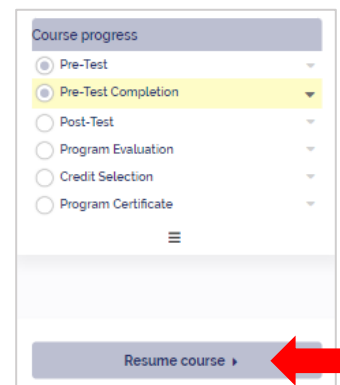 Course progress
Pre-Test
Pre-Test Completion
Post-Test
Program Evaluation
Credit Selection
Program Certificate
Resume course